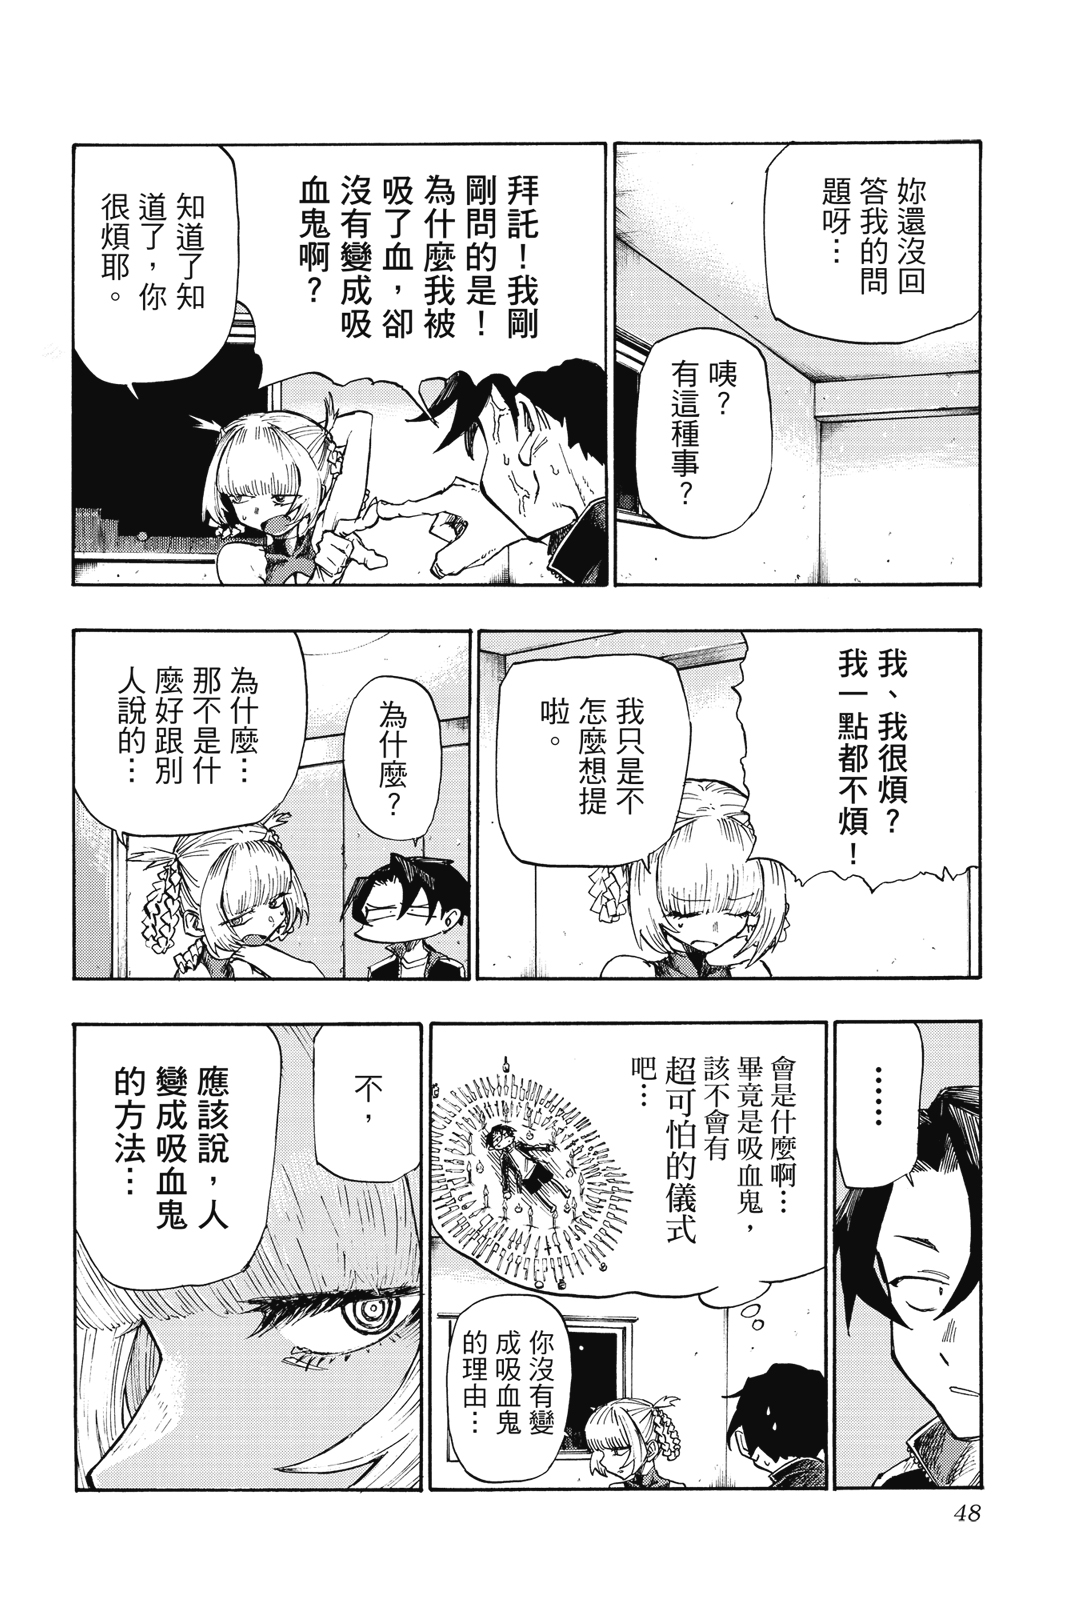 妳還沒回
答我的問
題呀…
咦？
有這種事？
拜託！我剛
剛問的是！
為什麼我被
吸了血，卻
沒有變成吸
血鬼啊？
知道了知
道了，你
很煩耶。
我、我很煩？
我一點都不煩！
我只是不
怎麼想提
啦。
為什麼？
為什麼…
那不是什
麼好跟別
人說的…
……
會是什麼啊…
畢竟是吸血鬼，
該不會有
超可怕的儀式
吧…
你沒有變
成吸血鬼
的理由…
不，
應該說，人
變成吸血鬼
的方法…
48